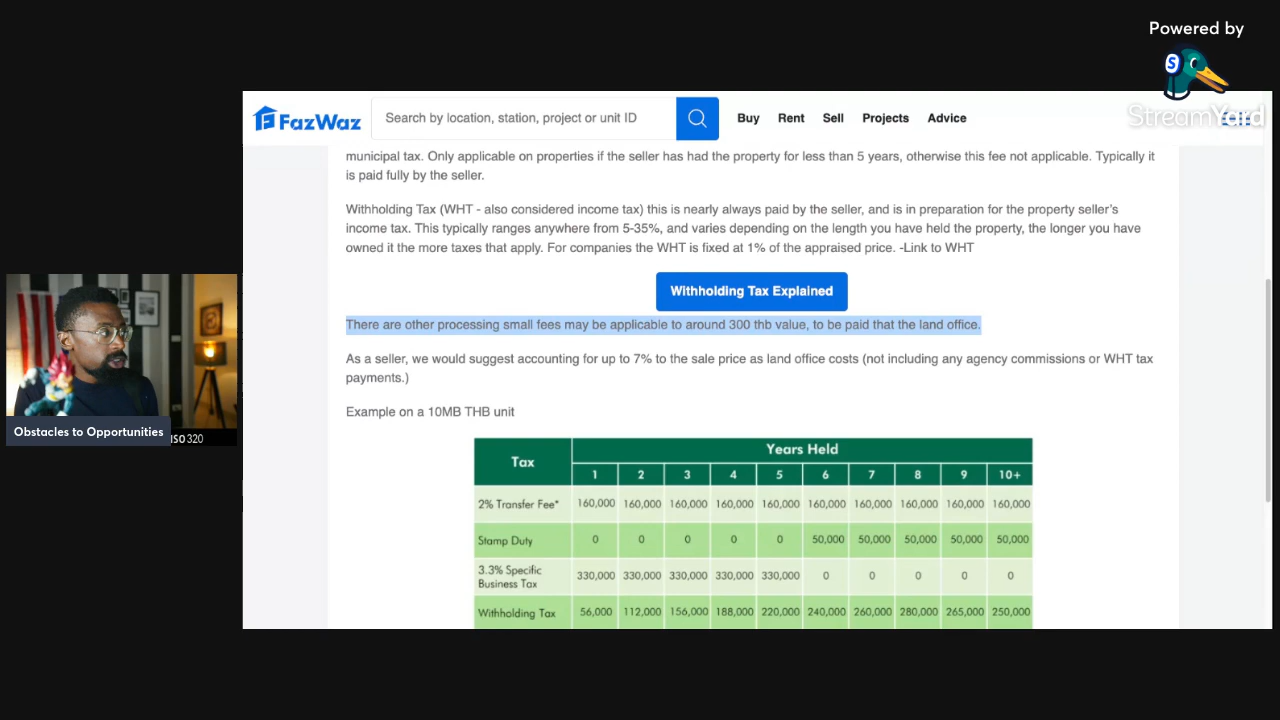 Powered by
StreamYard
FazWaz
Search by location, station, project or unit ID
Buy Rent Sell Projects Advice
municipal tax. Only applicable on properties if the seller has had the property for less than 5 years, otherwise this fee not applicable. Typically it
is paid fully by the seller.
Withholding Tax (WHT - also considered income tax) this is nearly always paid by the seller, and is in preparation for the property seller's
income tax. This typically ranges anywhere from 5-35%, and varies depending on the length you have held the property, the longer you have
owned it the more taxes that apply. For companies the WHT is fixed at 1% of the appraised price. -Link to WHT
Withholding Tax Explained
There are other processing small fees may be applicable to around 300 thb value, to be paid that the land office.
As a seller, we would suggest accounting for up to 7% to the sale price as land office costs (not including any agency commissions or WHT tax
payments.)
Example on a 10MB THB unit
Tax Years Held
1 2 3 4 5 6 7 8 9 10+
2% Transfer Fee* 160,000 160,000 160,000 160,000 160,000 160,000 160,000 160,000 160,000 160,000
Stamp Duty 0 0 0 0 0 50,000 50,000 50,000 50,000 50,000
3.3% Specific
Business Tax 330,000 330,000 330,000 330,000 330,000 0 0 0 0 0
Withholding Tax 56,000 112,000 156,000 188,000 220,000 240,000 260,000 280,000 265,000 250,000
Obstacles to Opportunities
ISO 320